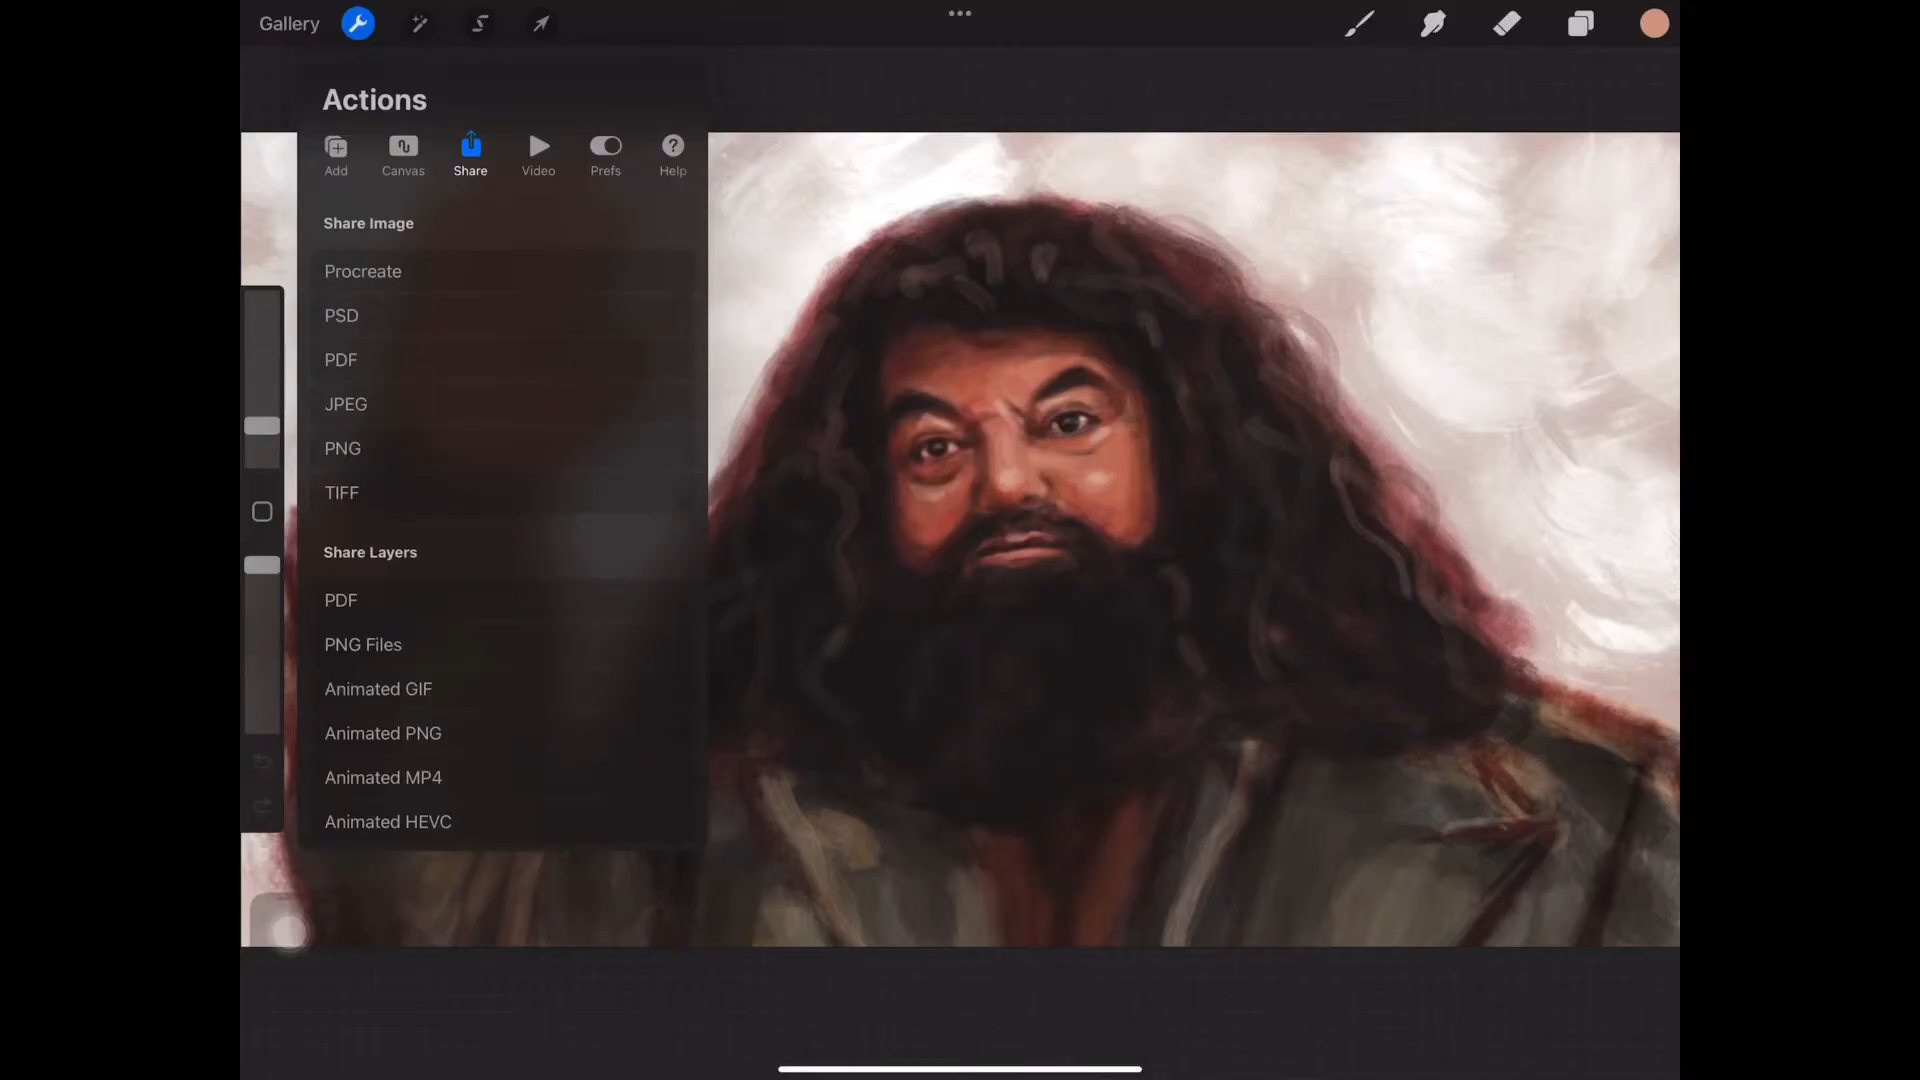 Gallery
Actions
Add Canvas Share Video Prefs Help
Share Image
Procreate
PSD
PDF
JPEG
PNG
TIFF
Share Layers
PDF
PNG Files
Animated GIF
Animated PNG
Animated MP4
Animated HEVC